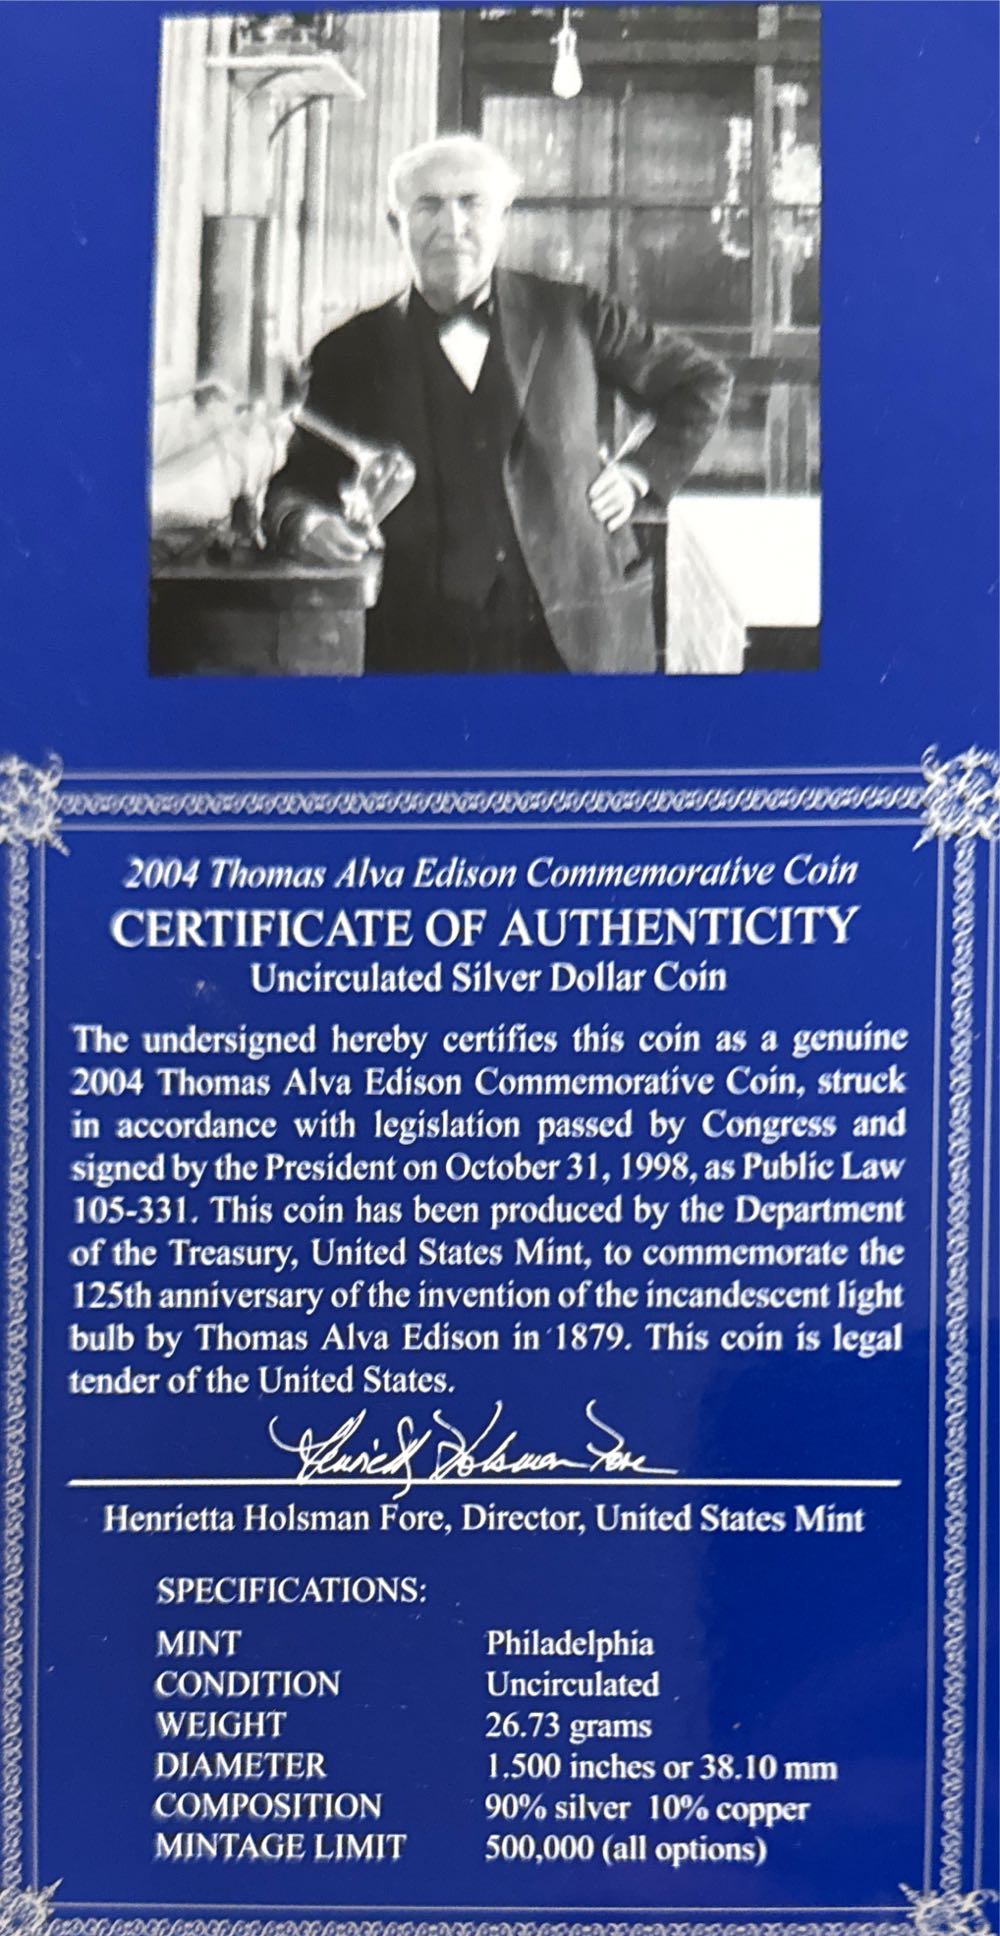 2004 Thomas Alva Edison Commemorative Coin
CERTIFICATE OF AUTHENTICITY
Uncirculated Silver Dollar Coin
The undersigned hereby certifies this coin as a genuine
2004 Thomas Alva Edison Commemorative Coin, struck
in accordance with legislation passed by Congress and
signed by the President on October 31, 1998, as Public Law
105-331. This coin has been produced by the Department
of the Treasury, United States Mint, to commemorate the
125th anniversary of the invention of the incandescent light
bulb by Thomas Alva Edison in 1879. This coin is legal
tender of the United States.
Henrietta Holsman Fore
Henrietta Holsman Fore, Director, United States Mint
SPECIFICATIONS:
MINT Philadelphia
CONDITION Uncirculated
WEIGHT 26.73 grams
DIAMETER 1.500 inches or 38.10 mm
COMPOSITION 90% silver 10% copper
MINTAGE LIMIT 500,000 (all options)